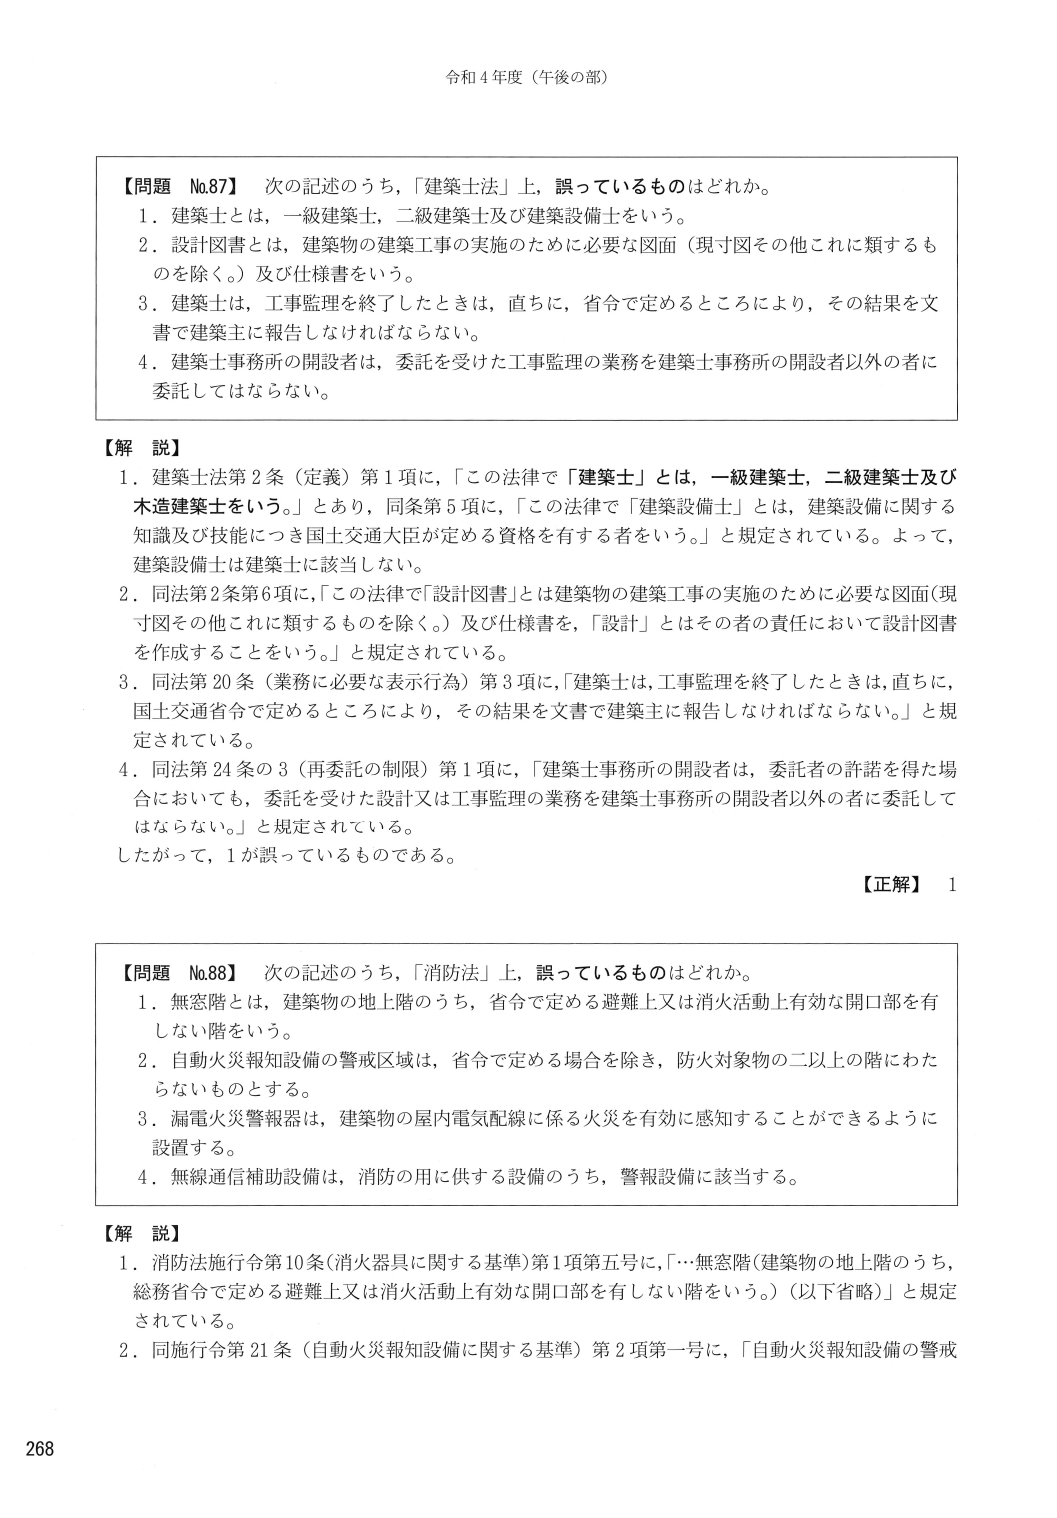 令和4年度（午後の部）
【問題　№87】　次の記述のうち，「建築士法」上，誤っているものはどれか。
1．建築士とは，一級建築士，二級建築士及び建築設備士をいう。
2．設計図書とは，建築物の建築工事の実施のために必要な図面（現寸図その他これに類するも
のを除く。）及び仕様書をいう。
3．建築士は，工事監理を終了したときは，直ちに，省令で定めるところにより，その結果を文
書で建築主に報告しなければならない。
4．建築士事務所の開設者は，委託を受けた工事監理の業務を建築士事務所の開設者以外の者に
委託してはならない。
【解　説】
1．建築士法第2条（定義）第1項に，「この法律で「建築士」とは，一級建築士，二級建築士及び
木造建築士をいう。」とあり，同条第5項に，「この法律で「建築設備士」とは，建築設備に関する
知識及び技能につき国土交通大臣が定める資格を有する者をいう。」と規定されている。よって，
建築設備士は建築士に該当しない。
2．同法第2条第6項に，「この法律で「設計図書」とは建築物の建築工事の実施のために必要な図面（現
寸図その他これに類するものを除く。）及び仕様書を，「設計」とはその者の責任において設計図書
を作成することをいう。」と規定されている。
3．同法第20条（業務に必要な表示行為）第3項に，「建築士は，工事監理を終了したときは，直ちに，
国土交通省令で定めるところにより，その結果を文書で建築主に報告しなければならない。」と規
定されている。
4．同法第24条の3（再委託の制限）第1項に，「建築士事務所の開設者は，委託者の許諾を得た場
合においても，委託を受けた設計又は工事監理の業務を建築士事務所の開設者以外の者に委託して
はならない。」と規定されている。
したがって，1が誤っているものである。
【正解】　1
【問題　№88】　次の記述のうち，「消防法」上，誤っているものはどれか。
1．無窓階とは，建築物の地上階のうち，省令で定める避難上又は消火活動上有効な開口部を有
しない階をいう。
2．自動火災報知設備の警戒区域は，省令で定める場合を除き，防火対象物の二以上の階にわた
らないものとする。
3．漏電火災警報器は，建築物の屋内電気配線に係る火災を有効に感知することができるように
設置する。
4．無線通信補助設備は，消防の用に供する設備のうち，警報設備に該当する。
【解　説】
1．消防法施行令第10条（消火器具に関する基準）第1項第五号に，「…無窓階（建築物の地上階のうち，
総務省令で定める避難上又は消火活動上有効な開口部を有しない階をいう。）（以下省略）」と規定
されている。
2．同施行令第21条（自動火災報知設備に関する基準）第2項第一号に，「自動火災報知設備の警戒
268